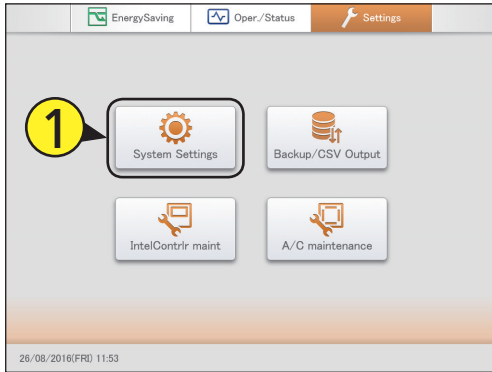 EnergySaving
Oper./Status
Settings
1
System Settings
Backup/CSV Output
IntelContrlr maint
A/C maintenance
26/08/2016(FRI) 11:53